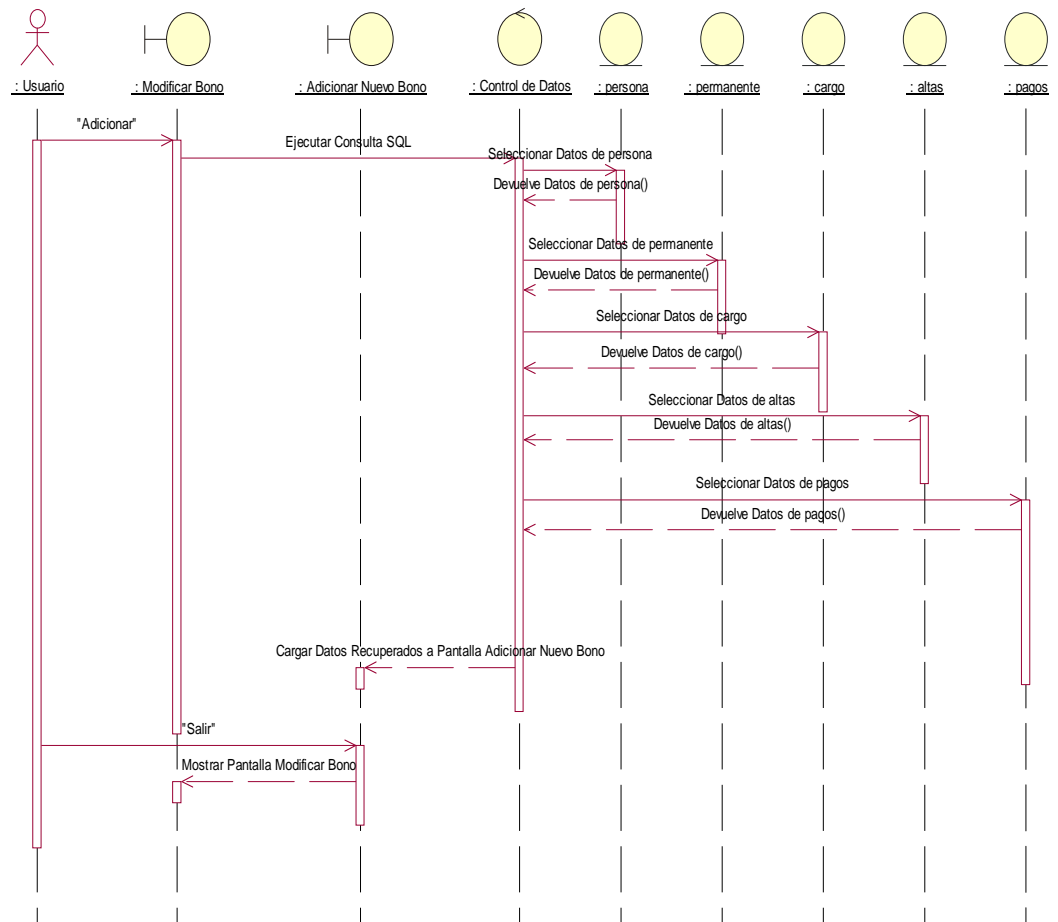 : Usuario
: Modificar Bono
: Adicionar Nuevo Bono
: Control de Datos
: persona
: permanente
: cargo
: altas
: pagos
"Adicionar"
Ejecutar Consulta SQL
Seleccionar Datos de persona
Devuelve Datos de persona()
Seleccionar Datos de permanente
Devuelve Datos de permanente()
Seleccionar Datos de cargo
Devuelve Datos de cargo()
Seleccionar Datos de altas
Devuelve Datos de altas()
Seleccionar Datos de pagos
Devuelve Datos de pagos()
Cargar Datos Recuperados a Pantalla Adicionar Nuevo Bono
"Salir"
Mostrar Pantalla Modificar Bono